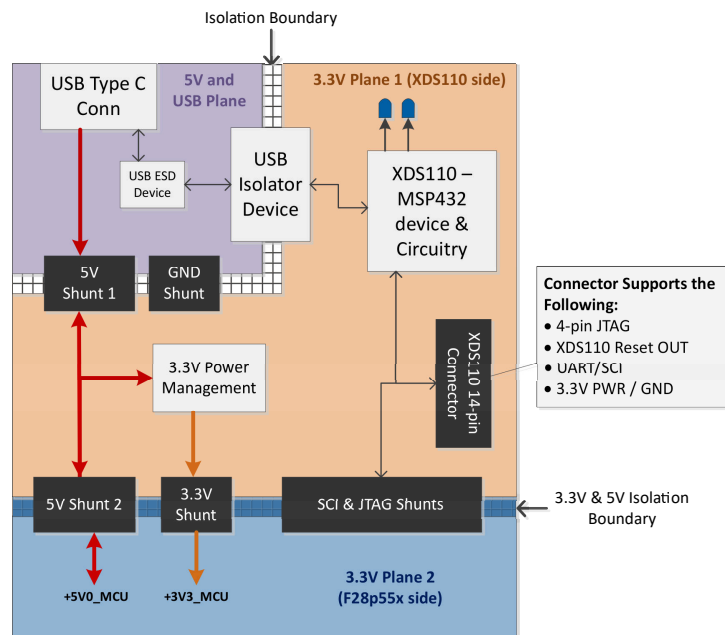 Isolation Boundary
USB Type C
Conn
5V and
USB Plane
3.3V Plane 1 (XDS110 side)
USB ESD
Device
USB
Isolator
Device
XDS110 –
MSP432
device &
Circuitry
5V
Shunt 1
GND
Shunt
Connector Supports the
Following:
● 4-pin JTAG
● XDS110 Reset OUT
● UART/SCI
● 3.3V PWR / GND
3.3V Power
Management
XDS110 14-pin
Connector
5V Shunt 2
3.3V
Shunt
SCI & JTAG Shunts
3.3V & 5V Isolation
Boundary
+5V0_MCU
+3V3_MCU
3.3V Plane 2
(F28p55x side)